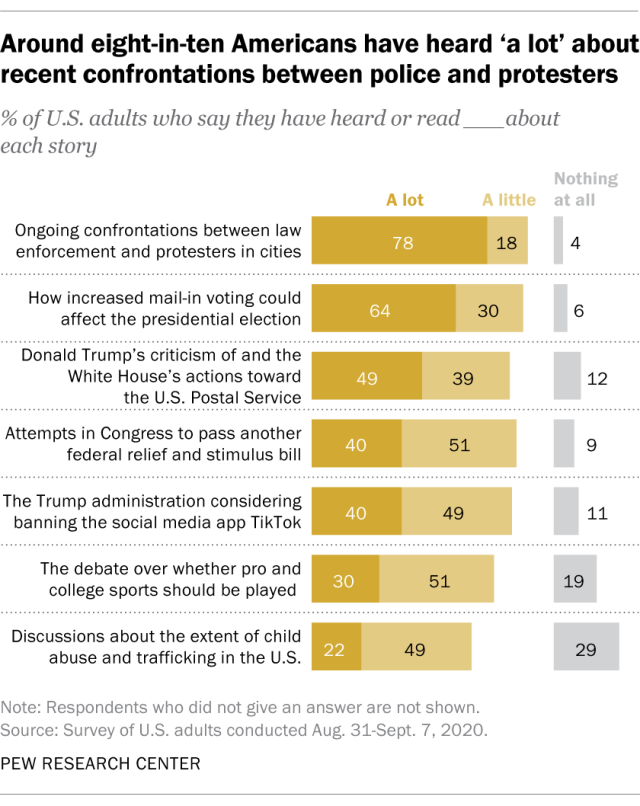 Around eight-in-ten Americans have heard ‘a lot’ about
recent confrontations between police and protesters
% of U.S. adults who say they have heard or read ___about
each story
A lot
A little
Nothing
at all
Ongoing confrontations between law
enforcement and protesters in cities
78
18
4
How increased mail-in voting could
affect the presidential election
64
30
6
Donald Trump’s criticism of and the
White House’s actions toward
the U.S. Postal Service
49
39
12
Attempts in Congress to pass another
federal relief and stimulus bill
40
51
9
The Trump administration considering
banning the social media app TikTok
40
49
11
The debate over whether pro and
college sports should be played
30
51
19
Discussions about the extent of child
abuse and trafficking in the U.S.
22
49
29
Note: Respondents who did not give an answer are not shown.
Source: Survey of U.S. adults conducted Aug. 31-Sept. 7, 2020.
PEW RESEARCH CENTER